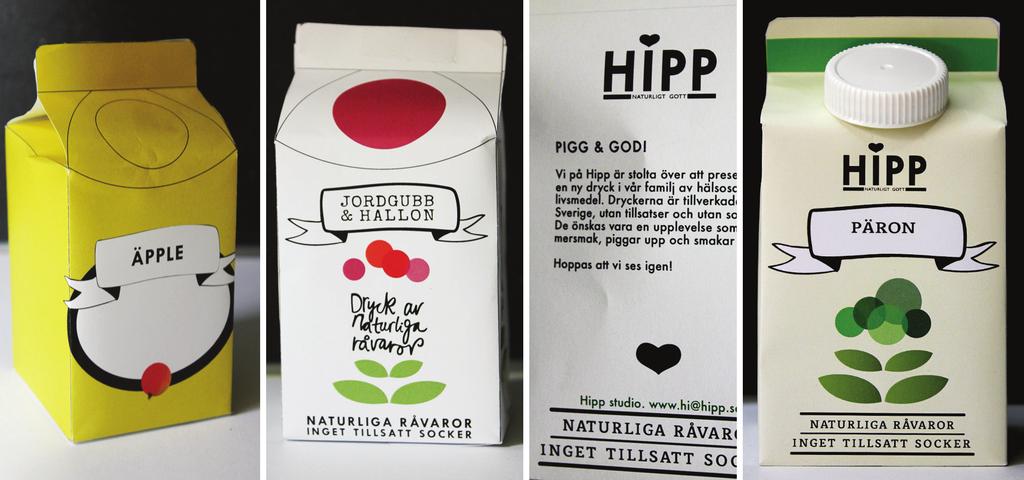 ÄPPLE
JORDGUBB
& HALLON
Dryck av
naturliga
råvaror
NATURLIGA RÅVAROR
INGET TILLSATT SOCKER
HIPP
NATURLIGT GOTT
PIGG & GOD!
Vi på Hipp är stolta över att prese
en ny dryck i vår familj av hälsosa
livsmedel. Dryckerna är tillverkade
Sverige, utan tillsatser och utan so
De önskas vara en upplevelse som
mersmak, piggar upp och smakar
Hoppas att vi ses igen!
Hipp studio. www.hi@hipp.s
NATURLIGA RÅVARO
INGET TILLSATT SOC
HIPP
NATURLIGT GOTT
PÄRON
NATURLIGA RÅVAROR
INGET TILLSATT SOCKER